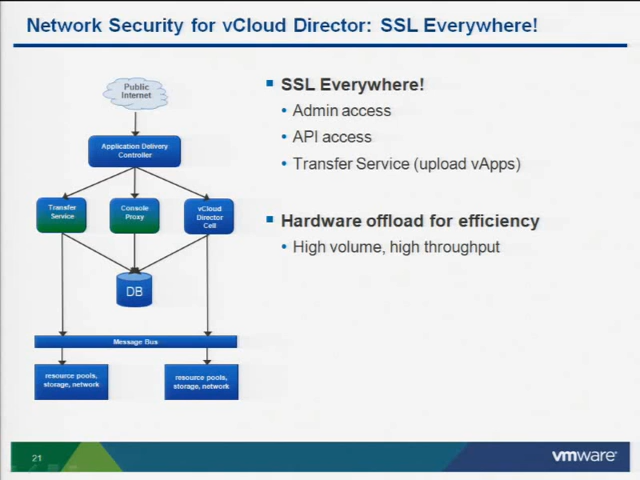 Network Security for vCloud Director: SSL Everywhere!
Public
Internet
Application Delivery
Controller
Transfer
Service
Console
Proxy
vCloud
Director
Cell
DB
Message Bus
resource pools,
storage, network
resource pools,
storage, network
SSL Everywhere!
Admin access
API access
Transfer Service (upload vApps)
Hardware offload for efficiency
High volume, high throughput
21
vmware